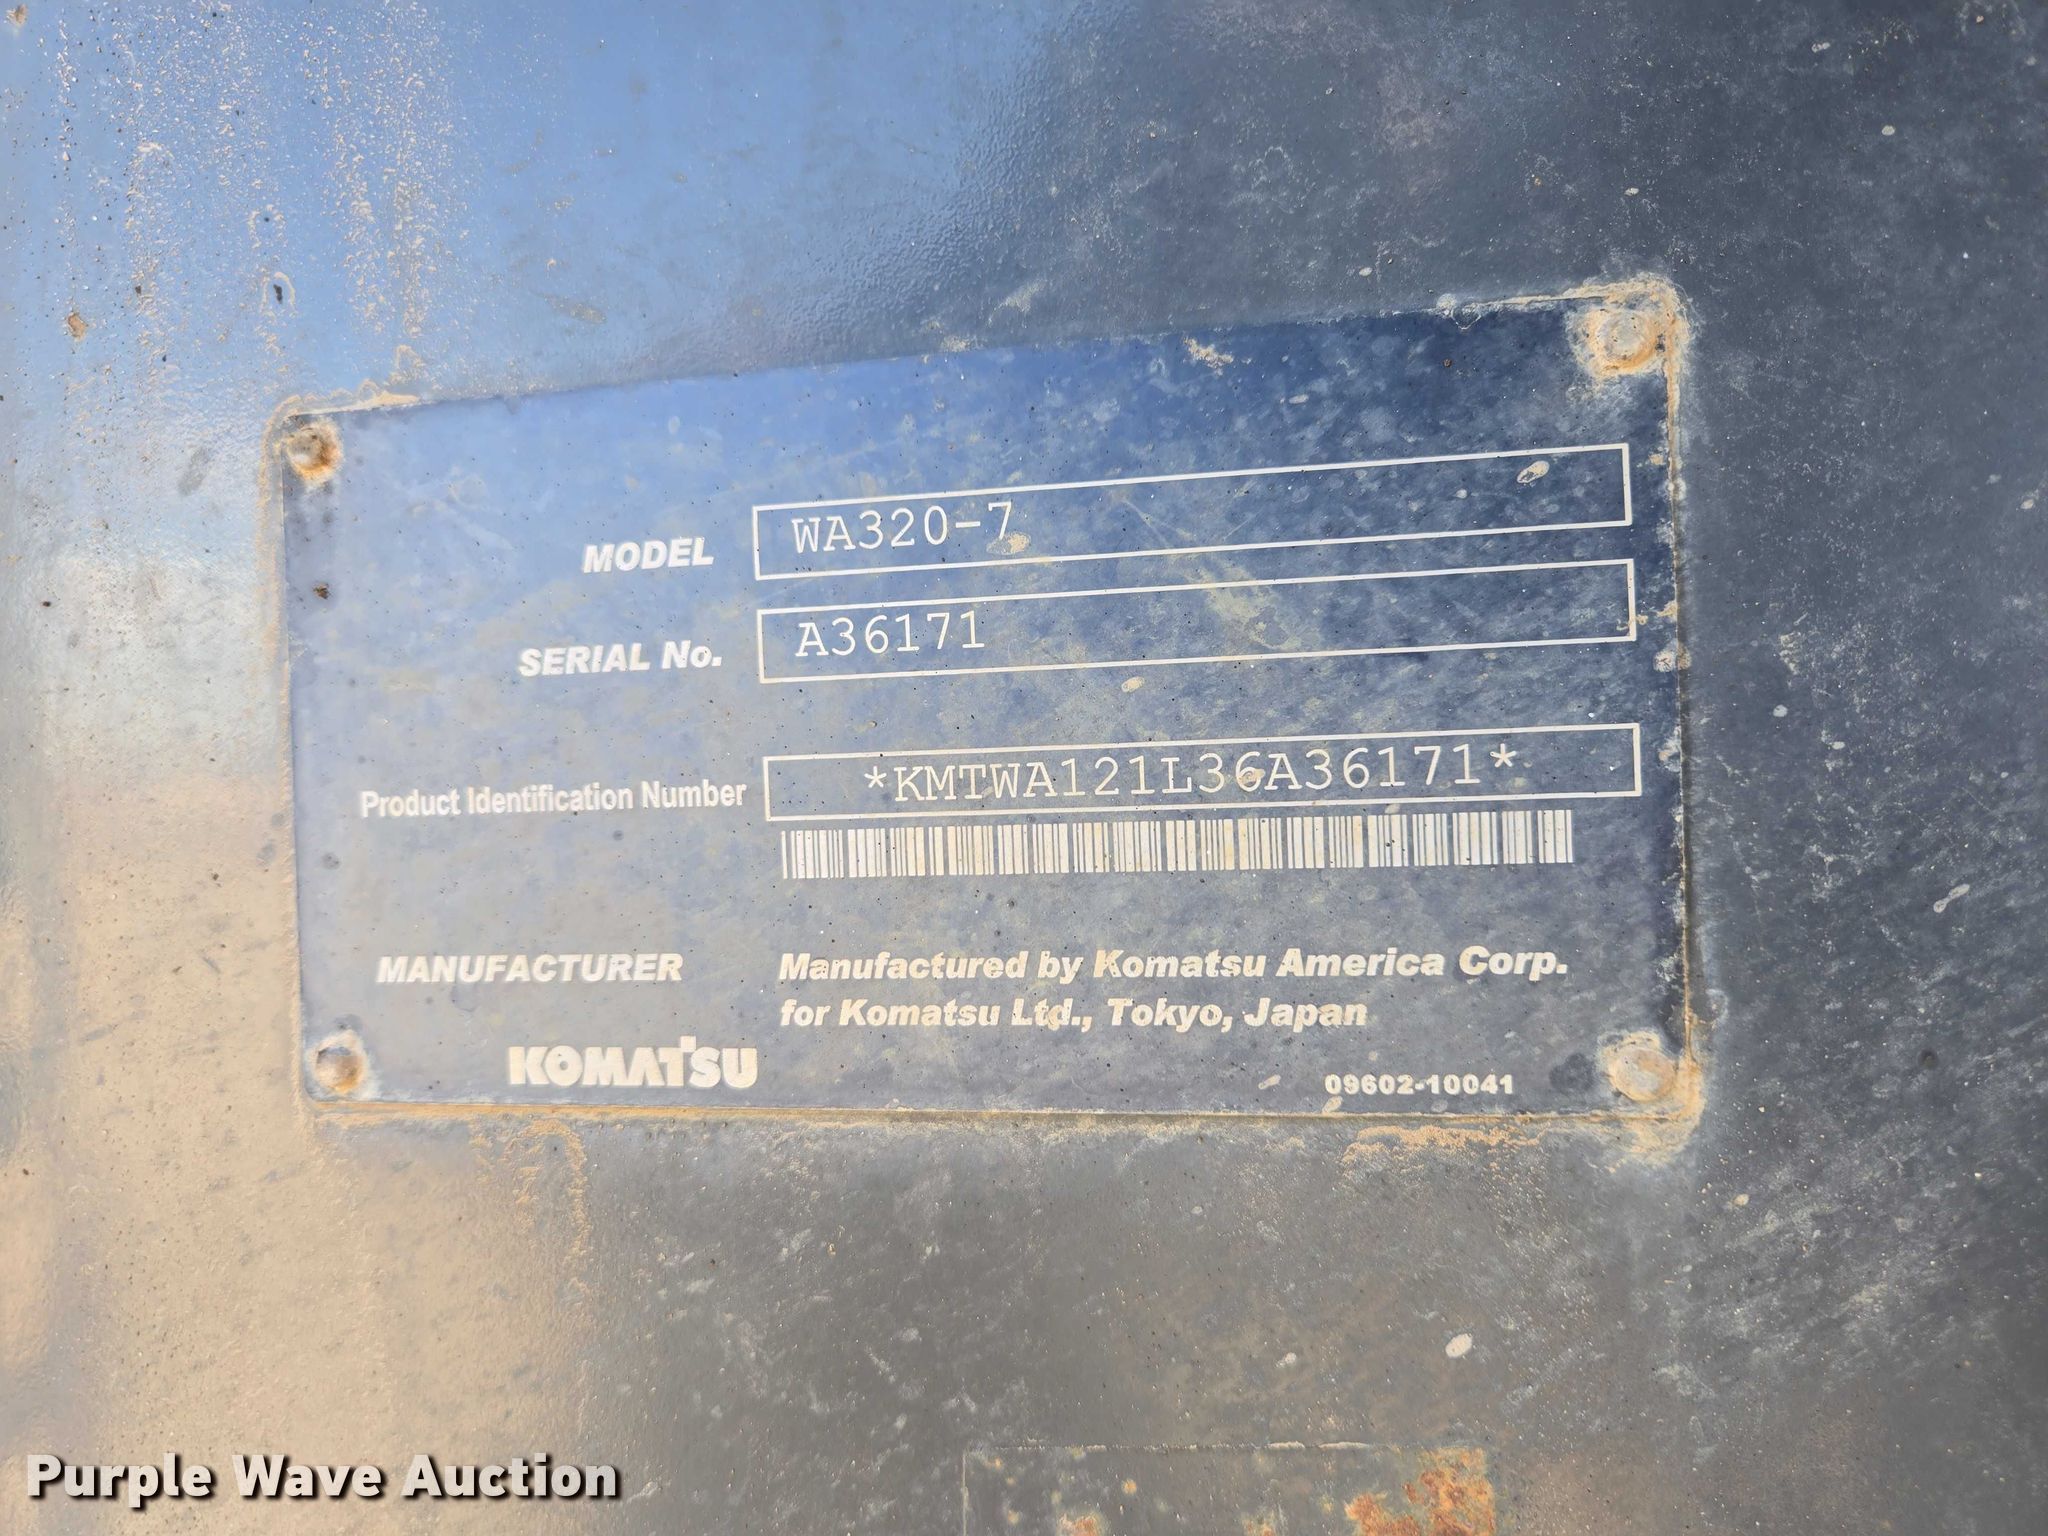 MODEL WA320-7
SERIAL No. A36171
Product Identification Number *KMTWA121L36A36171*
MANUFACTURER Manufactured by Komatsu America Corp.
for Komatsu Ltd., Tokyo, Japan
KOMATSU 09602-10041
Purple Wave Auction